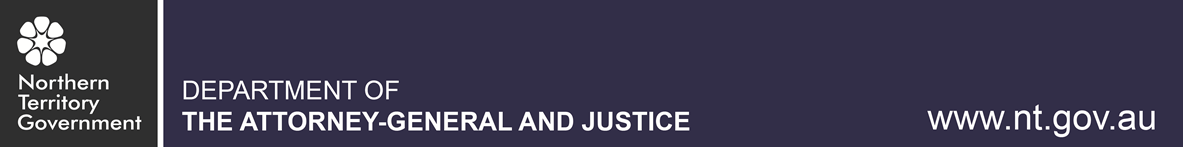 Northern
Territory
Government
DEPARTMENT OF
THE ATTORNEY-GENERAL AND JUSTICE
www.nt.gov.au